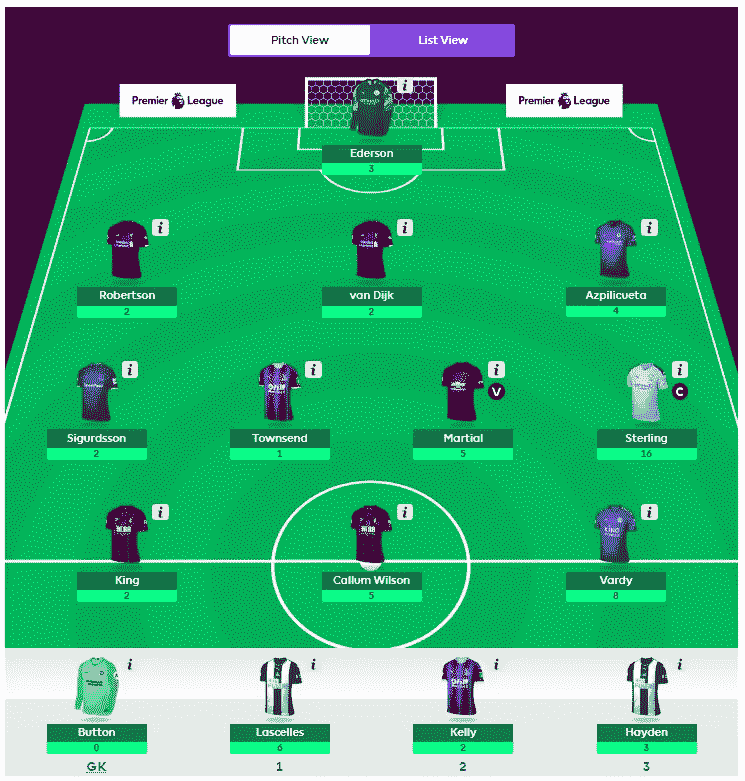 Pitch View List View
Premier League Premier League
i
Ederson
3
i i i
Robertson van Dijk Azpilicueta
2 2 4
i i i i
V C
Sigurdsson Townsend Martial Sterling
2 1 5 16
i i i
King Callum Wilson Vardy
2 5 8
i i i i
Button Lascelles Kelly Hayden
0 6 2 3
GK 1 2 3